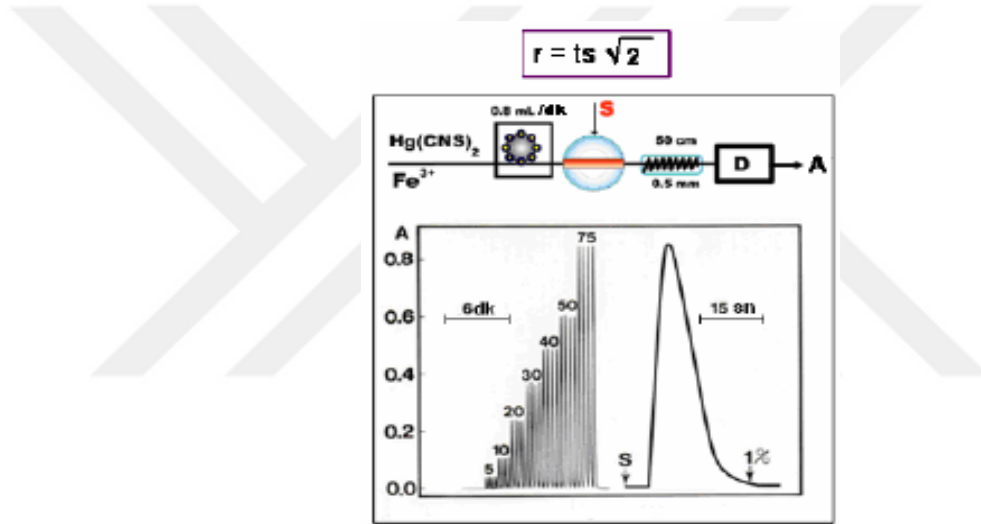 r = ts √2
0.8 mL/dk
S
Hg(CNS)2
Fe3+
50 cm
0.5 mm
D
A
A
0.8
0.6
0.4
0.2
0.0
6dk
5
10
20
30
40
50
75
15 sn
S
1%